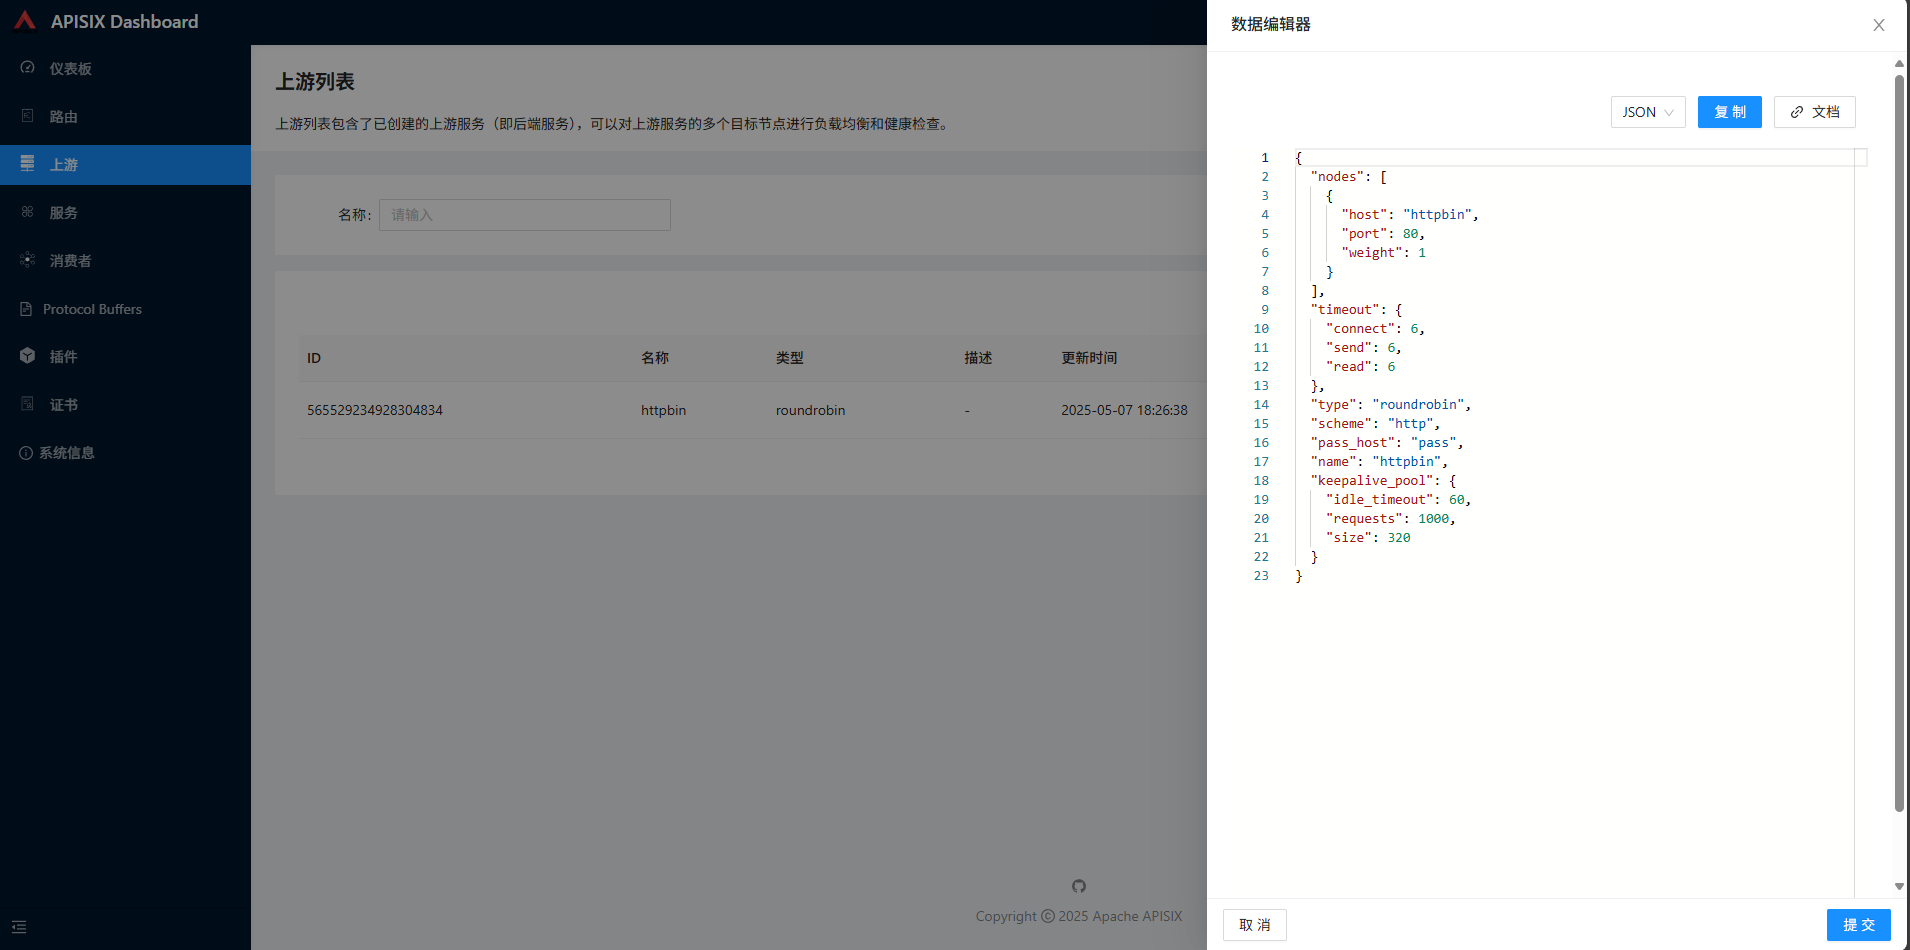 APISIX Dashboard
仪表板
路由
上游
服务
消费者
Protocol Buffers
插件
证书
系统信息
上游列表
上游列表包含了已创建的上游服务（即后端服务），可以对上游服务的多个目标节点进行负载均衡和健康检查。
名称： 请输入
ID 名称 类型 描述 更新时间
565529234928304834 httpbin roundrobin - 2025-05-07 18:26:38
Copyright © 2025 Apache APISIX
数据编辑器
JSON 复 制 文档
1 {
2 "nodes": [
3 {
4 "host": "httpbin",
5 "port": 80,
6 "weight": 1
7 }
8 ],
9 "timeout": {
10 "connect": 6,
11 "send": 6,
12 "read": 6
13 },
14 "type": "roundrobin",
15 "scheme": "http",
16 "pass_host": "pass",
17 "name": "httpbin",
18 "keepalive_pool": {
19 "idle_timeout": 60,
20 "requests": 1000,
21 "size": 320
22 }
23 }
取 消 提 交